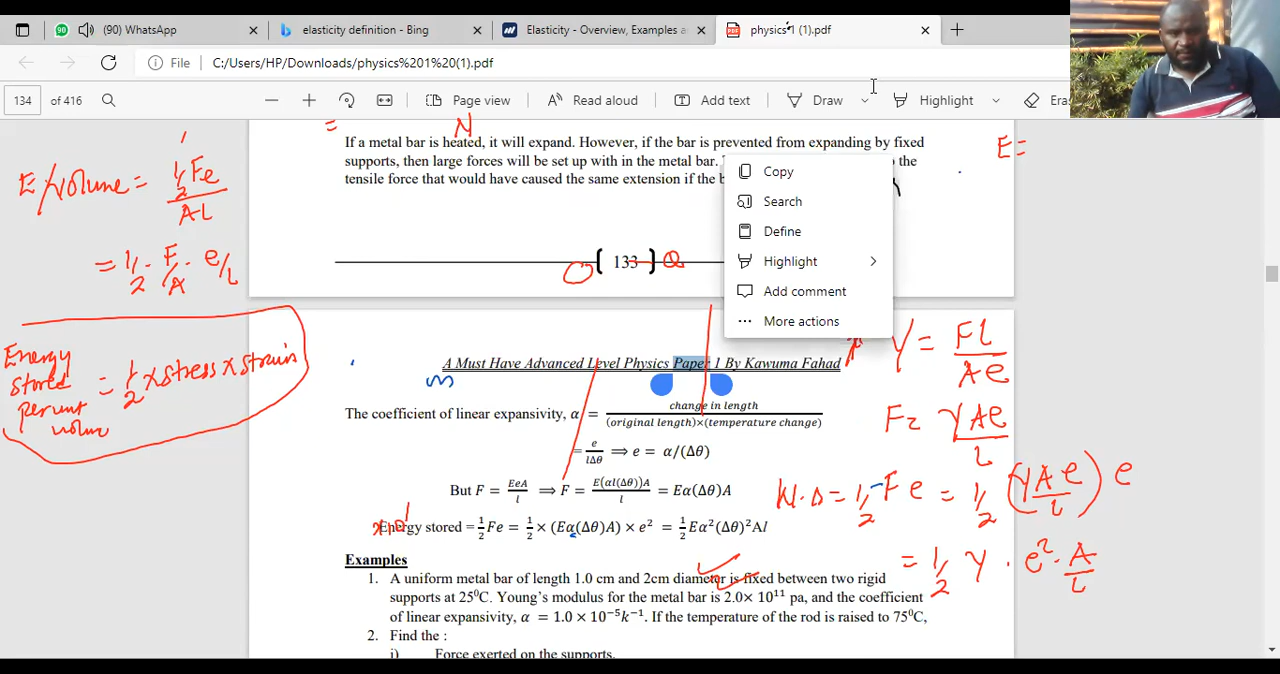 (90) WhatsApp
elasticity definition - Bing
Elasticity - Overview, Examples a
physics 1 (1).pdf
File
C:/Users/HP/Downloads/physics%201%20(1).pdf
134 of 416
Page view
Read aloud
Add text
Draw
Highlight
Era
= N
If a metal bar is heated, it will expand. However, if the bar is prevented from expanding by fixed
supports, then large forces will be set up with in the metal bar.
the
tensile force that would have caused the same extension if the b
Copy
Search
Define
Highlight
Add comment
More actions
E/volume = ½Fe / Al
= 1/2 · F/A · e/l
Energy stored per unit volume = 1/2 x stress x strain
E=
{ 133 }
A Must Have Advanced Level Physics Paper 1 By Kawuma Fahad
The coefficient of linear expansivity, α = change in length / (original length)×(temperature change)
= e/lΔθ ⟹ e = α/(Δθ)
But F = EeA/l ⟹ F = E(αl(Δθ))A/l = Eα(Δθ)A
Energy stored = 1/2 Fe = 1/2 × (Eα(Δθ)A) × e² = 1/2 Eα²(Δθ)²Al
Y = Fl / Ae
F= YAe / l
W.D = 1/2 Fe = 1/2 (YAe / l) e
= 1/2 Y · e² · A/l
Examples
1. A uniform metal bar of length 1.0 cm and 2cm diameter is fixed between two rigid
supports at 25⁰C. Young's modulus for the metal bar is 2.0× 10¹¹ pa, and the coefficient
of linear expansivity, α = 1.0 × 10⁻⁵k⁻¹. If the temperature of the rod is raised to 75⁰C,
2. Find the :
i) Force exerted on the supports.